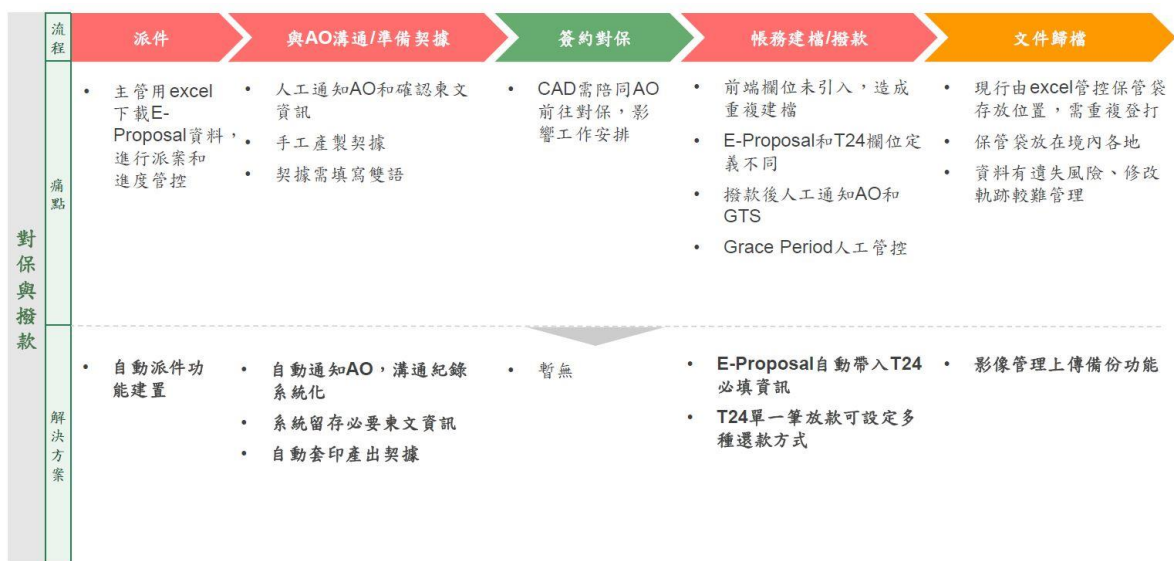 流程
派件
與AO溝通/準備契據
簽約對保
帳務建檔/撥款
文件歸檔
對保與撥款
痛點
• 主管用excel
下載E-
Proposal資料，
進行派案和
進度管控
• 人工通知AO和確認柬文
資訊
• 手工產製契據
• 契據需填寫雙語
• CAD需陪同AO
前往對保，影
響工作安排
• 前端欄位未引入，造成
重複建檔
• E-Proposal和T24欄位定
義不同
• 撥款後人工通知AO和
GTS
• Grace Period人工管控
• 現行由excel管控保管袋
存放位置，需重複登打
• 保管袋放在境內各地
• 資料有遺失風險、修改
軌跡較難管理
解決方案
• 自動派件功
能建置
• 自動通知AO，溝通紀錄
系統化
• 系統留存必要柬文資訊
• 自動套印產出契據
• 暫無
• E-Proposal自動帶入T24
必填資訊
• T24單一筆放款可設定多
種還款方式
• 影像管理上傳備份功能